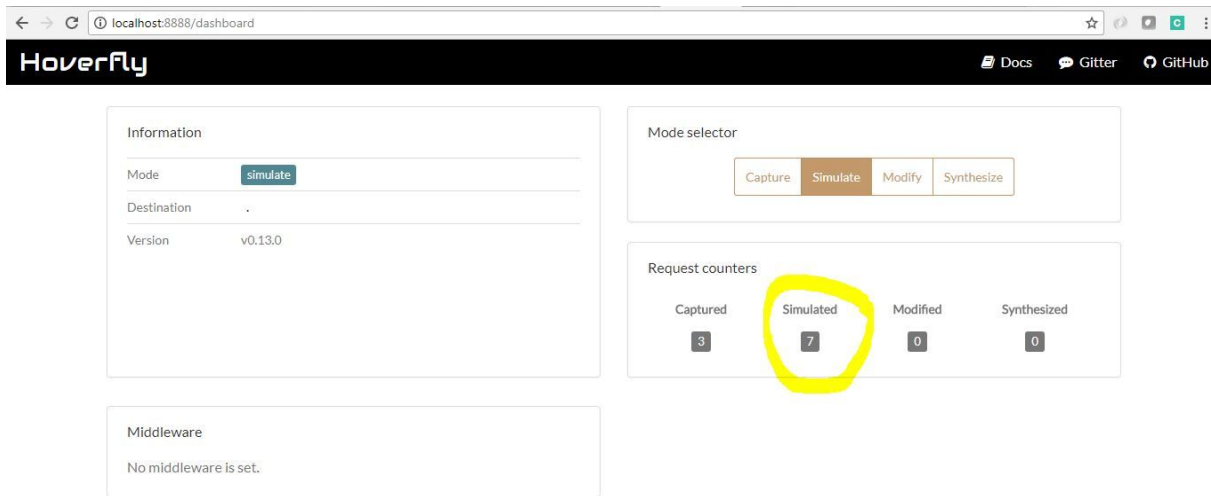 localhost:8888/dashboard
Hoverfly
Docs Gitter GitHub
Information
Mode simulate
Destination .
Version v0.13.0
Mode selector
Capture Simulate Modify Synthesize
Request counters
Captured Simulated Modified Synthesized
3 7 0 0
Middleware
No middleware is set.